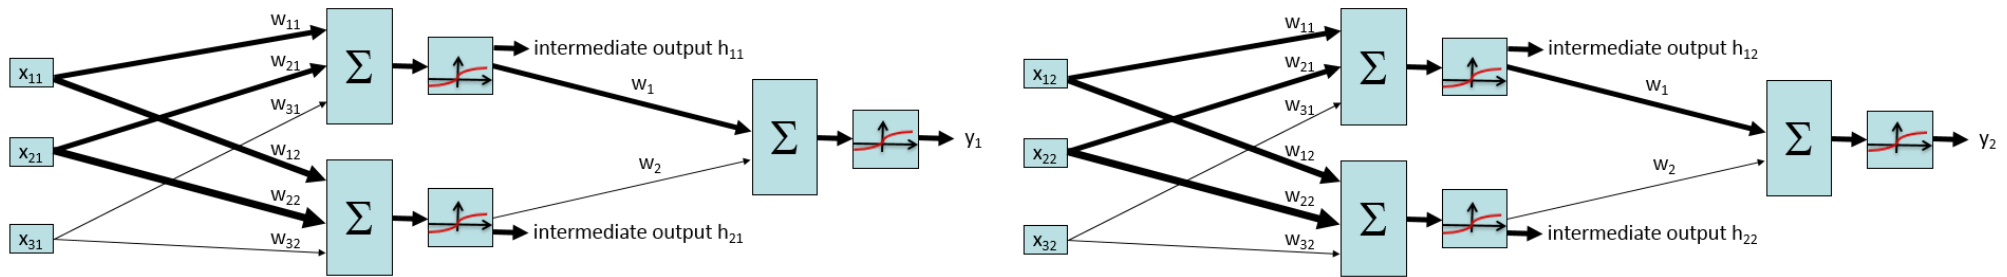 x₁₁
x₂₁
x₃₁
w₁₁
w₂₁
w₃₁
w₁₂
w₂₂
w₃₂
Σ
Σ
intermediate output h₁₁
w₁
w₂
intermediate output h₂₁
Σ
y₁
x₁₂
x₂₂
x₃₂
w₁₁
w₂₁
w₃₁
w₁₂
w₂₂
w₃₂
Σ
Σ
intermediate output h₁₂
w₁
w₂
intermediate output h₂₂
Σ
y₂